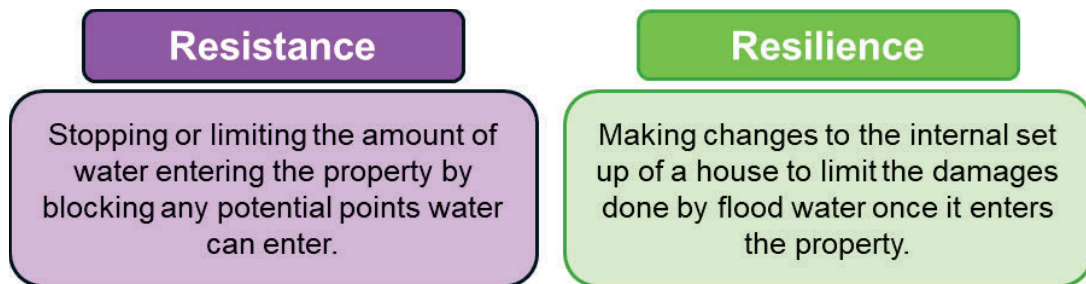 Resistance
Stopping or limiting the amount of
water entering the property by
blocking any potential points water
can enter.
Resilience
Making changes to the internal set
up of a house to limit the damages
done by flood water once it enters
the property.